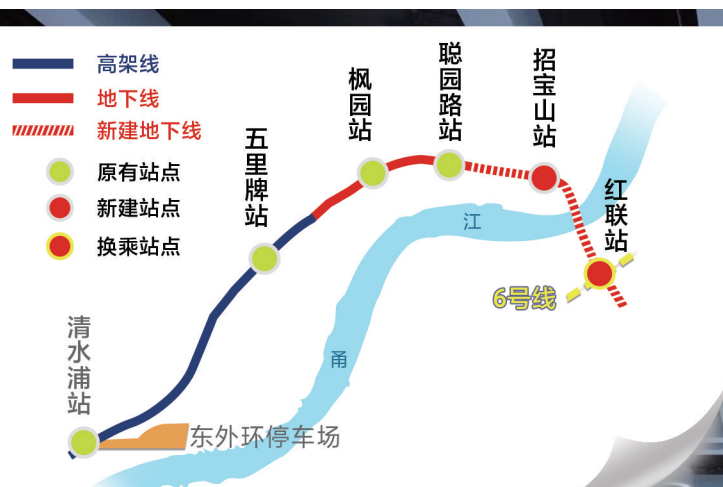 高架线
地下线
新建地下线
原有站点
新建站点
换乘站点
清水浦站
五里牌站
枫园站
聪园路站
招宝山站
红联站
6号线
江
甬
东外环停车场